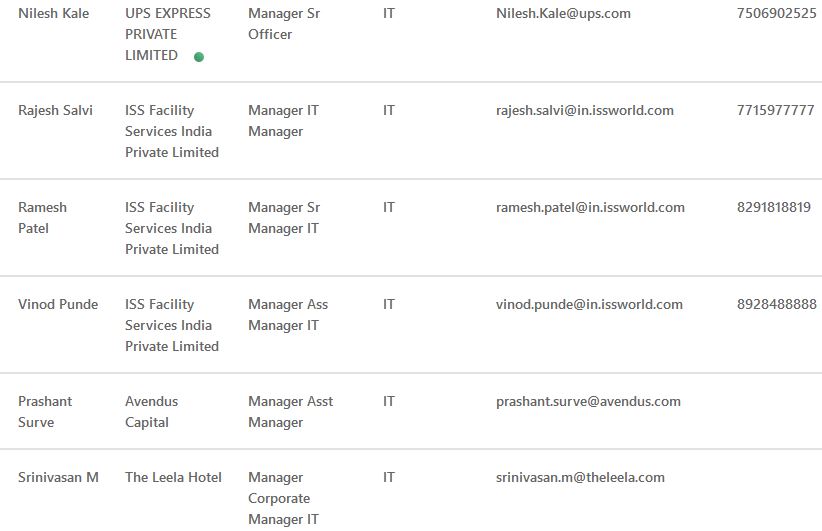 Nilesh Kale UPS EXPRESS Manager Sr IT Nilesh.Kale@ups.com 7506902525
PRIVATE Officer
LIMITED
Rajesh Salvi ISS Facility Manager IT IT rajesh.salvi@in.issworld.com 7715977777
Services India Manager
Private Limited
Ramesh ISS Facility Manager Sr IT ramesh.patel@in.issworld.com 8291818819
Patel Services India Manager IT
Private Limited
Vinod Punde ISS Facility Manager Ass IT vinod.punde@in.issworld.com 8928488888
Services India Manager IT
Private Limited
Prashant Avendus Manager Asst IT prashant.surve@avendus.com
Surve Capital Manager
Srinivasan M The Leela Hotel Manager IT srinivasan.m@theleela.com
Corporate
Manager IT